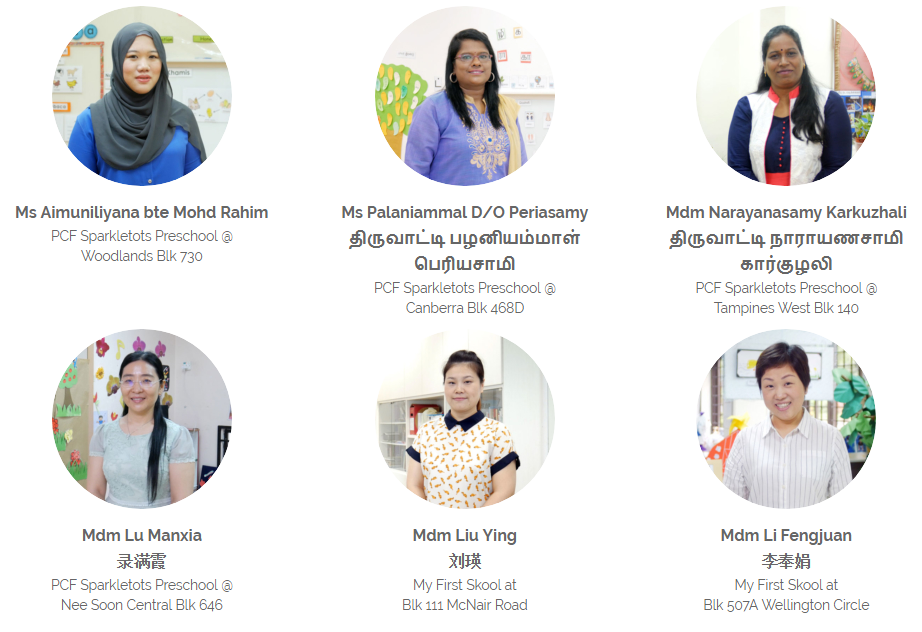 Ms Aimuniliyana bte Mohd Rahim
PCF Sparkletots Preschool @
Woodlands Blk 730
Ms Palaniammal D/O Periasamy
திருவாட்டி பழனியம்மாள்
பெரியசாமி
PCF Sparkletots Preschool @
Canberra Blk 468D
Mdm Narayanasamy Karkuzhali
திருவாட்டி நாராயணசாமி
கார்குழலி
PCF Sparkletots Preschool @
Tampines West Blk 140
Mdm Lu Manxia
录满霞
PCF Sparkletots Preschool @
Nee Soon Central Blk 646
Mdm Liu Ying
刘瑛
My First Skool at
Blk 111 McNair Road
Mdm Li Fengjuan
李奉娟
My First Skool at
Blk 507A Wellington Circle